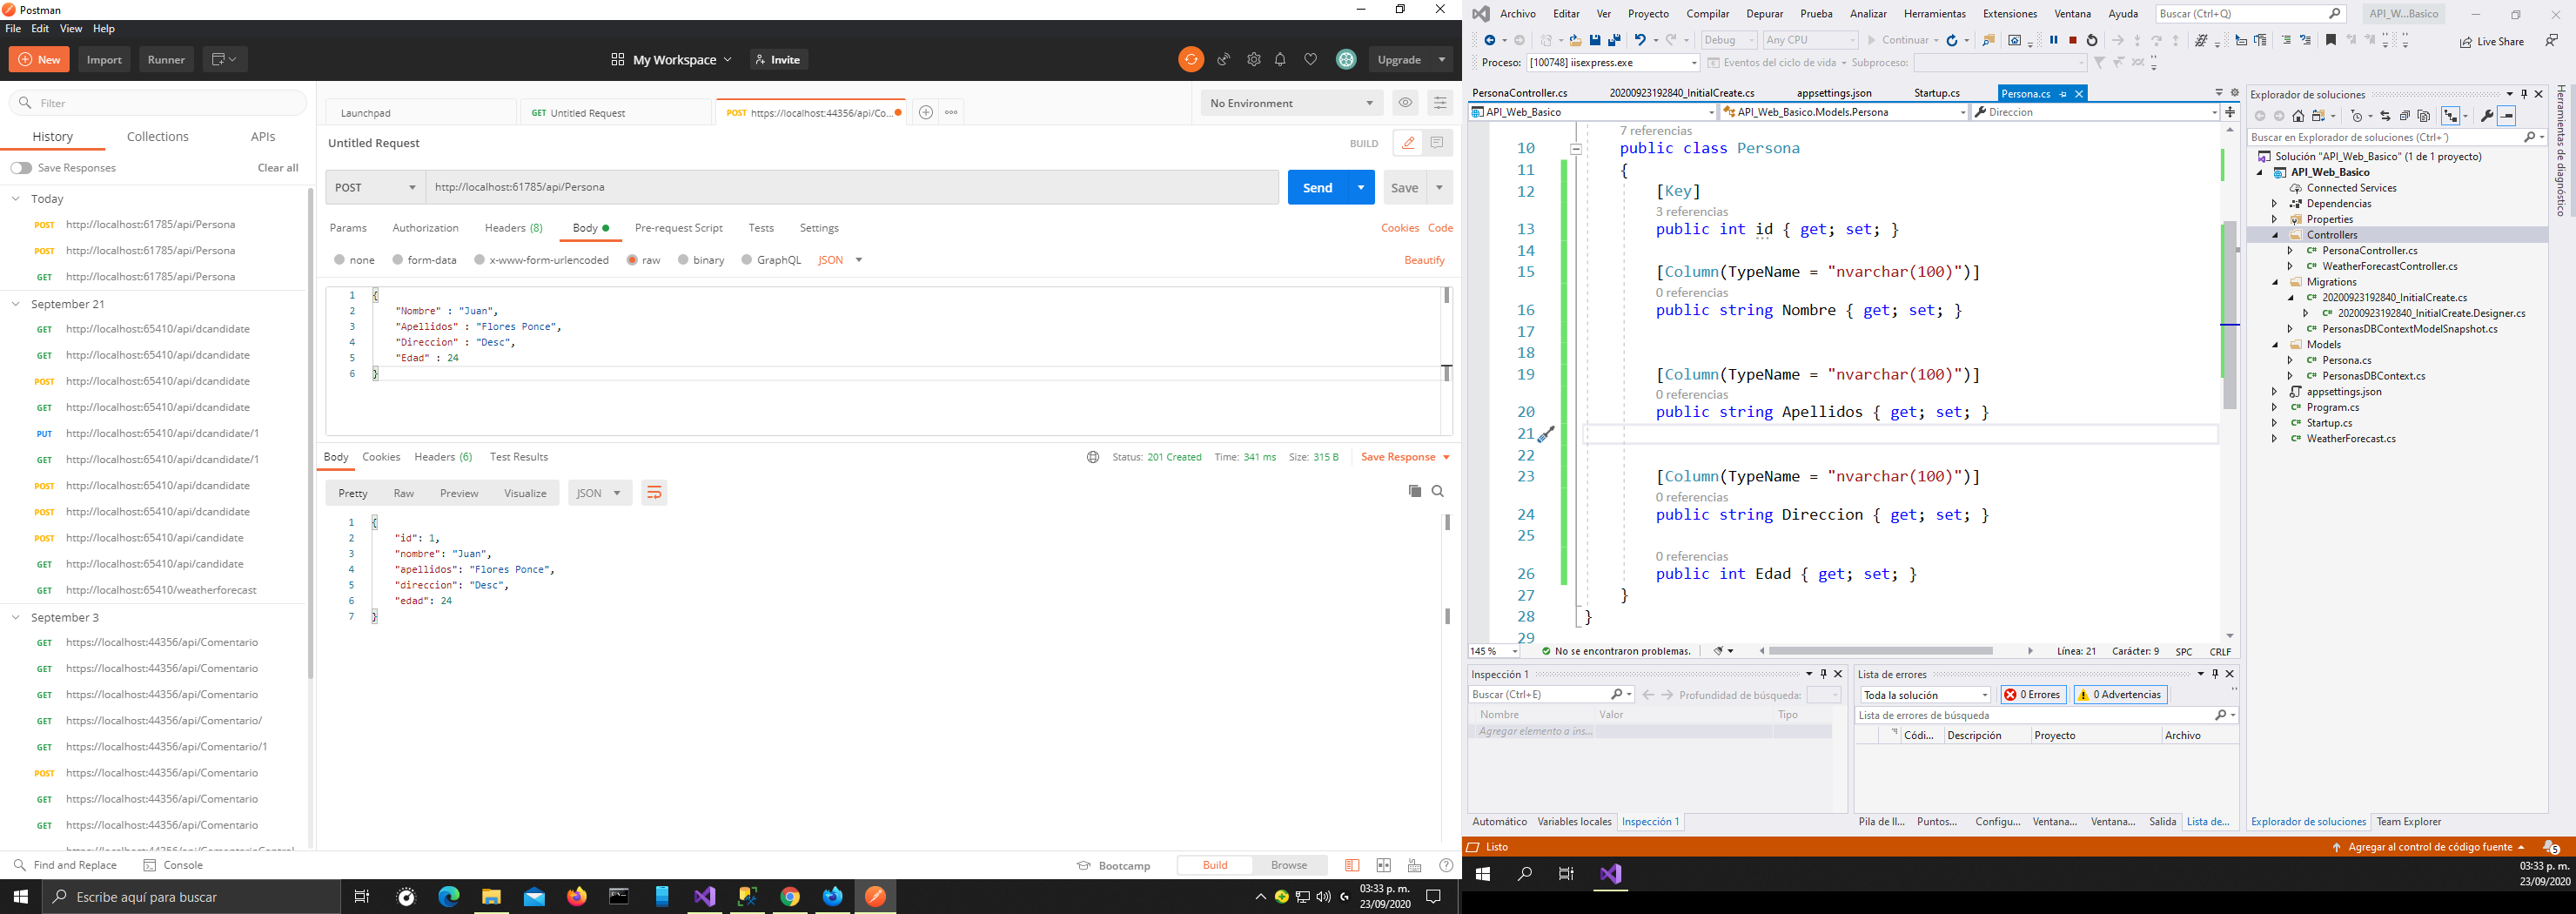 Postman
File Edit View Help
New Import Runner My Workspace Invite Upgrade
Filter
History Collections APIs
Save Responses Clear all
Today
POST http://localhost:61785/api/Persona
POST http://localhost:61785/api/Persona
GET http://localhost:61785/api/Persona
September 21
GET http://localhost:65410/api/dcandidate
GET http://localhost:65410/api/dcandidate
POST http://localhost:65410/api/dcandidate
GET http://localhost:65410/api/dcandidate
PUT http://localhost:65410/api/dcandidate/1
GET http://localhost:65410/api/dcandidate/1
POST http://localhost:65410/api/dcandidate
GET http://localhost:65410/api/dcandidate
POST http://localhost:65410/api/candidate
GET http://localhost:65410/api/candidate
GET http://localhost:65410/weatherforecast
September 3
GET https://localhost:44356/api/Comentario
GET https://localhost:44356/api/Comentario
GET https://localhost:44356/api/Comentario
GET https://localhost:44356/api/Comentario/
GET https://localhost:44356/api/Comentario/1
POST https://localhost:44356/api/Comentario
GET https://localhost:44356/api/Comentario
GET https://localhost:44356/api/Comentario
Launchpad GET Untitled Request POST https://localhost:44356/api/Co... No Environment
Untitled Request BUILD
POST http://localhost:61785/api/Persona Send Save
Params Authorization Headers (8) Body Pre-request Script Tests Settings Cookies Code
none form-data x-www-form-urlencoded raw binary GraphQL JSON Beautify
1 {
2 "Nombre" : "Juan",
3 "Apellidos" : "Flores Ponce",
4 "Direccion" : "Desc",
5 "Edad" : 24
6 }
Body Cookies Headers (6) Test Results Status: 201 Created Time: 341 ms Size: 315 B Save Response
Pretty Raw Preview Visualize JSON
1 {
2 "id": 1,
3 "nombre": "Juan",
4 "apellidos": "Flores Ponce",
5 "direccion": "Desc",
6 "edad": 24
7 }
Find and Replace Console Bootcamp Build Browse
Escribe aquí para buscar
03:33 p. m.
23/09/2020
Archivo Editar Ver Proyecto Compilar Depurar Prueba Analizar Herramientas Extensiones Ventana Ayuda Buscar (Ctrl+Q) API_W...Basico
Debug Any CPU Continuar Live Share
Proceso: [100748] iisexpress.exe Eventos del ciclo de vida Subproceso:
PersonaController.cs 20200923192840_InitialCreate.cs appsettings.json Startup.cs Persona.cs
API_Web_Basico API_Web_Basico.Models.Persona Direccion
7 referencias
10 public class Persona
11 {
12 [Key]
3 referencias
13 public int id { get; set; }
14
15 [Column(TypeName = "nvarchar(100)")]
0 referencias
16 public string Nombre { get; set; }
17
18
19 [Column(TypeName = "nvarchar(100)")]
0 referencias
20 public string Apellidos { get; set; }
21
22
23 [Column(TypeName = "nvarchar(100)")]
0 referencias
24 public string Direccion { get; set; }
25
0 referencias
26 public int Edad { get; set; }
27 }
28 }
29
145 % No se encontraron problemas. Línea: 21 Carácter: 9 SPC CRLF
Inspección 1
Buscar (Ctrl+E) Profundidad de búsqueda:
Nombre Valor Tipo
Agregar elemento a ins...
Automático Variables locales Inspección 1
Lista de errores
Toda la solución 0 Errores 0 Advertencias
Lista de errores de búsqueda
Códi... Descripción Proyecto Archivo
Pila de ll... Puntos... Configu... Ventana... Ventana... Salida Lista de...
Explorador de soluciones
Buscar en Explorador de soluciones (Ctrl+´)
Solución "API_Web_Basico" (1 de 1 proyecto)
API_Web_Basico
Connected Services
Dependencias
Properties
Controllers
C# PersonaController.cs
C# WeatherForecastController.cs
Migrations
C# 20200923192840_InitialCreate.cs
C# 20200923192840_InitialCreate.Designer.cs
C# PersonasDBContextModelSnapshot.cs
Models
C# Persona.cs
C# PersonasDBContext.cs
appsettings.json
C# Program.cs
C# Startup.cs
C# WeatherForecast.cs
Explorador de soluciones Team Explorer
Herramientas de diagnóstico
Listo Agregar al control de código fuente 5
03:33 p. m.
23/09/2020